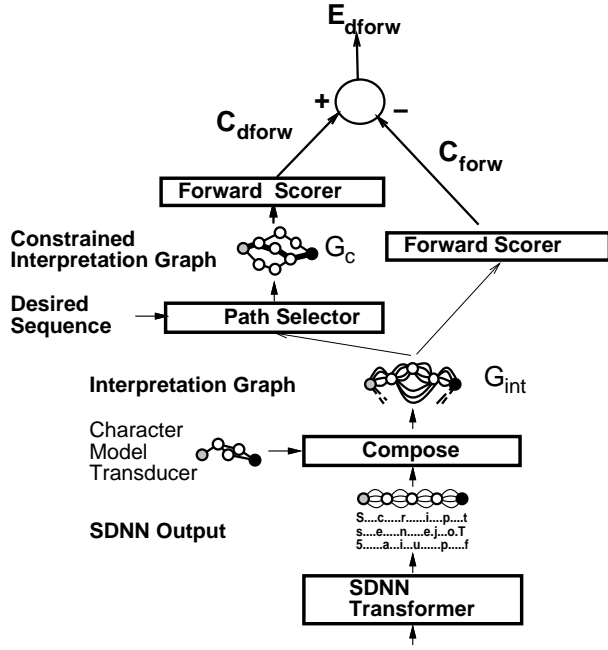 E_dforw
+ −
C_dforw
C_forw
Forward Scorer
Constrained
Interpretation Graph
G_c
Forward Scorer
Desired
Sequence
Path Selector
Interpretation Graph
G_int
Character
Model
Transducer
Compose
SDNN Output
S....c.....r......i....p....t
s....e.....n....e.j...o.T
5......a...i...u......p.....f
SDNN
Transformer